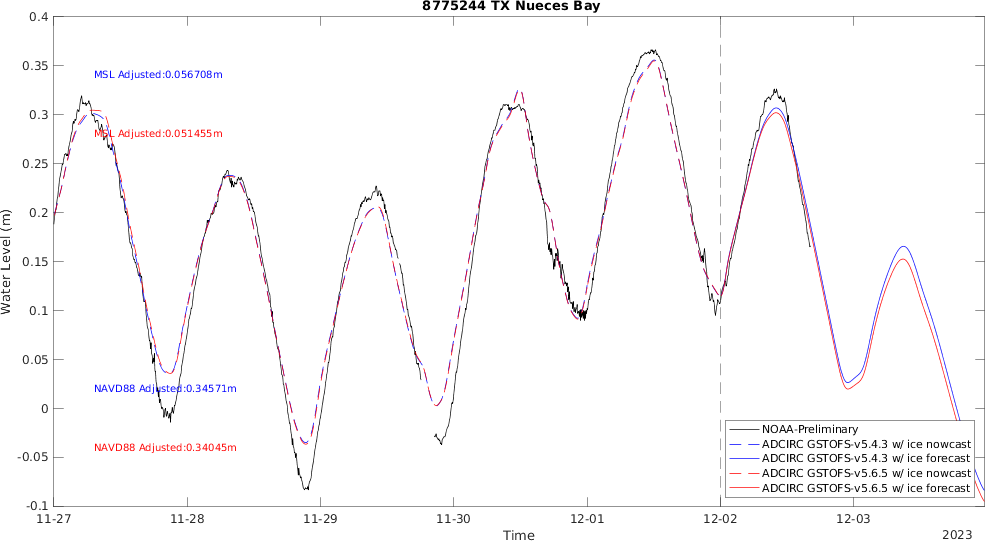 8775244 TX Nueces Bay
0.4
0.35
0.3
0.25
0.2
0.15
0.1
0.05
0
-0.05
-0.1
Water Level (m)
MSL Adjusted:0.056708m
MSL Adjusted:0.051455m
NAVD88 Adjusted:0.34571m
NAVD88 Adjusted:0.34045m
NOAA-Preliminary
ADCIRC GSTOFS-v5.4.3 w/ ice nowcast
ADCIRC GSTOFS-v5.4.3 w/ ice forecast
ADCIRC GSTOFS-v5.6.5 w/ ice nowcast
ADCIRC GSTOFS-v5.6.5 w/ ice forecast
11-27 11-28 11-29 11-30 12-01 12-02 12-03
Time
2023